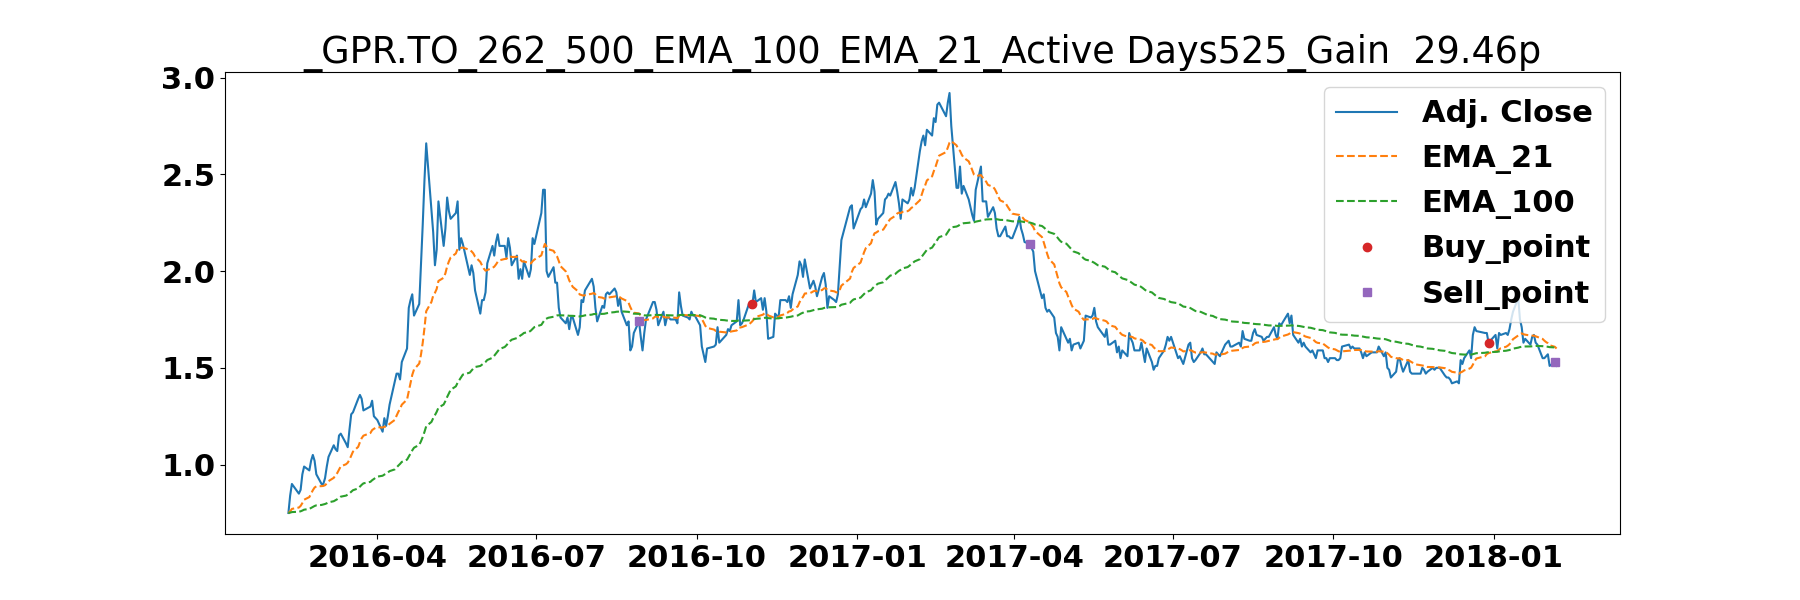 _GPR.TO_262_500_EMA_100_EMA_21_Active Days525_Gain  29.46p
3.0
2.5
2.0
1.5
1.0
Adj. Close
EMA_21
EMA_100
Buy_point
Sell_point
2016-04 2016-07 2016-10 2017-01 2017-04 2017-07 2017-10 2018-01